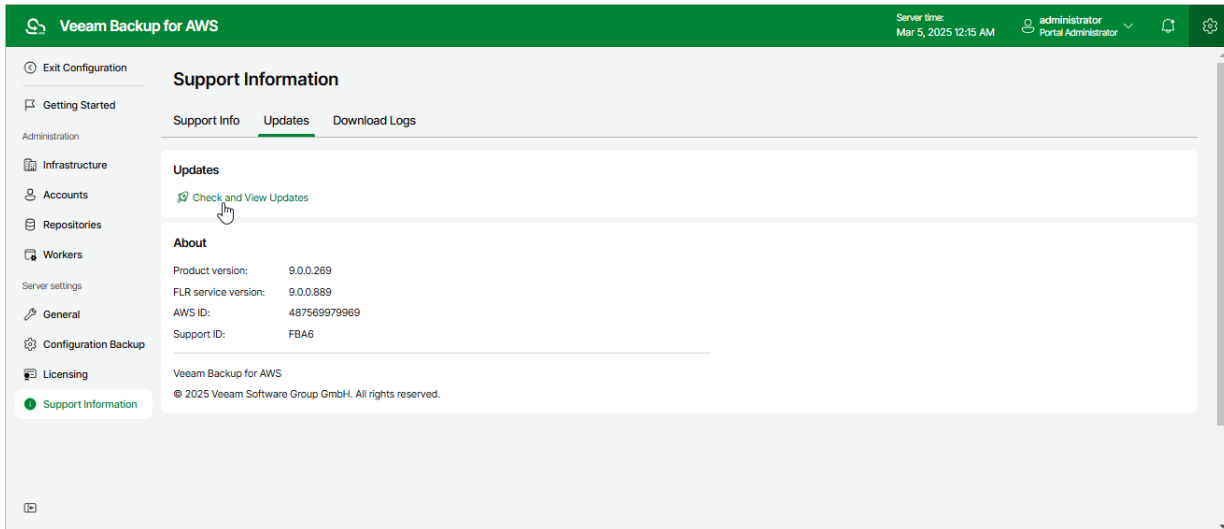 Veeam Backup for AWS
Server time:
Mar 5, 2025 12:15 AM
administrator
Portal Administrator
Exit Configuration
Getting Started
Administration
Infrastructure
Accounts
Repositories
Workers
Server settings
General
Configuration Backup
Licensing
Support Information
Support Information
Support Info Updates Download Logs
Updates
Check and View Updates
About
Product version: 9.0.0.269
FLR service version: 9.0.0.889
AWS ID: 487569979969
Support ID: FBA6
Veeam Backup for AWS
© 2025 Veeam Software Group GmbH. All rights reserved.